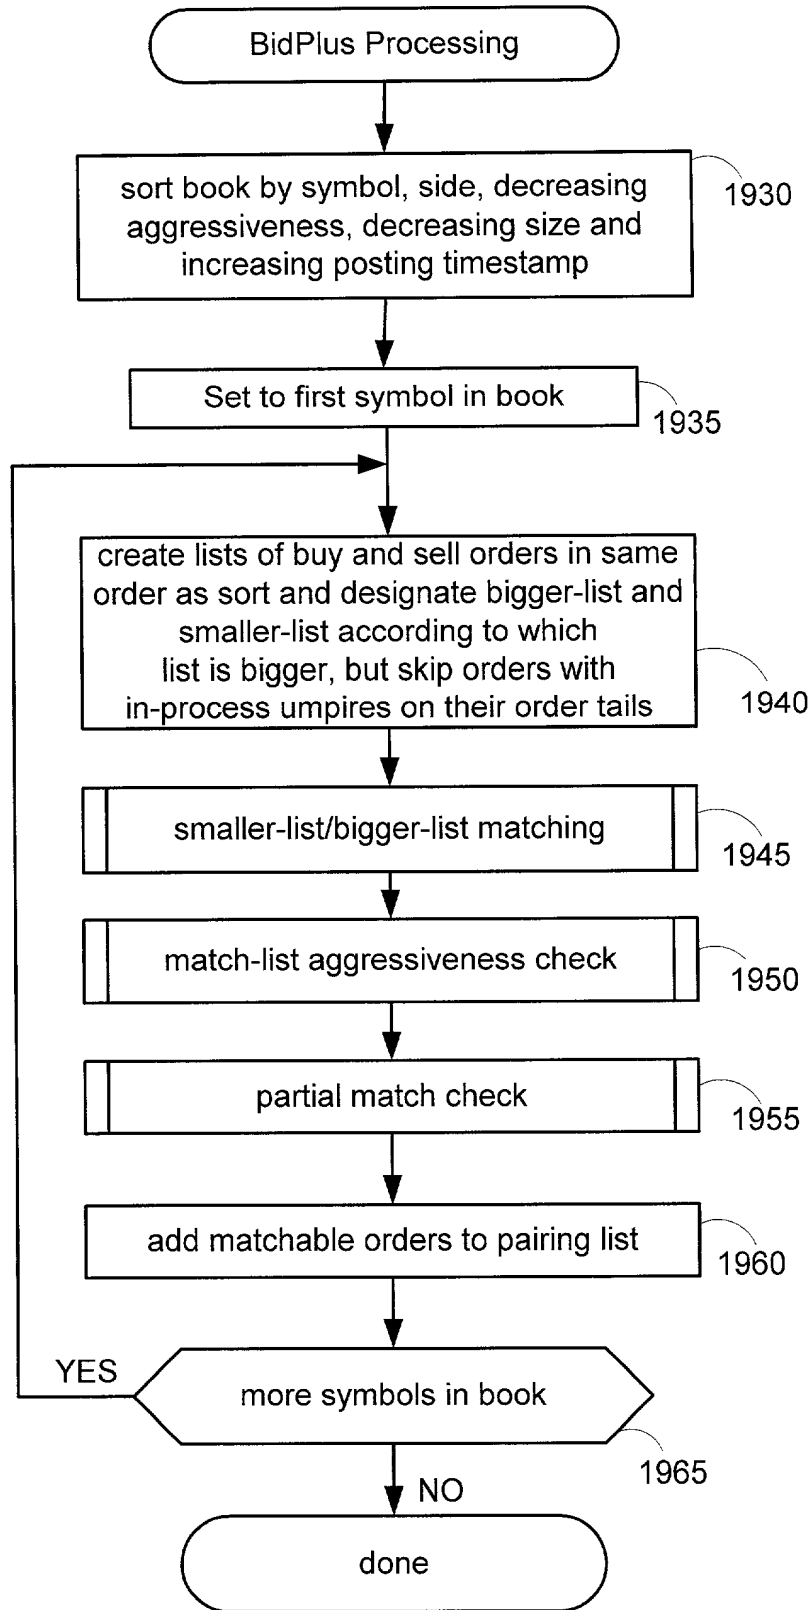 BidPlus Processing
sort book by symbol, side, decreasing
aggressiveness, decreasing size and
increasing posting timestamp
1930
Set to first symbol in book
1935
create lists of buy and sell orders in same
order as sort and designate bigger-list and
smaller-list according to which
list is bigger, but skip orders with
in-process umpires on their order tails
1940
smaller-list/bigger-list matching
1945
match-list aggressiveness check
1950
partial match check
1955
add matchable orders to pairing list
1960
YES
more symbols in book
1965
NO
done